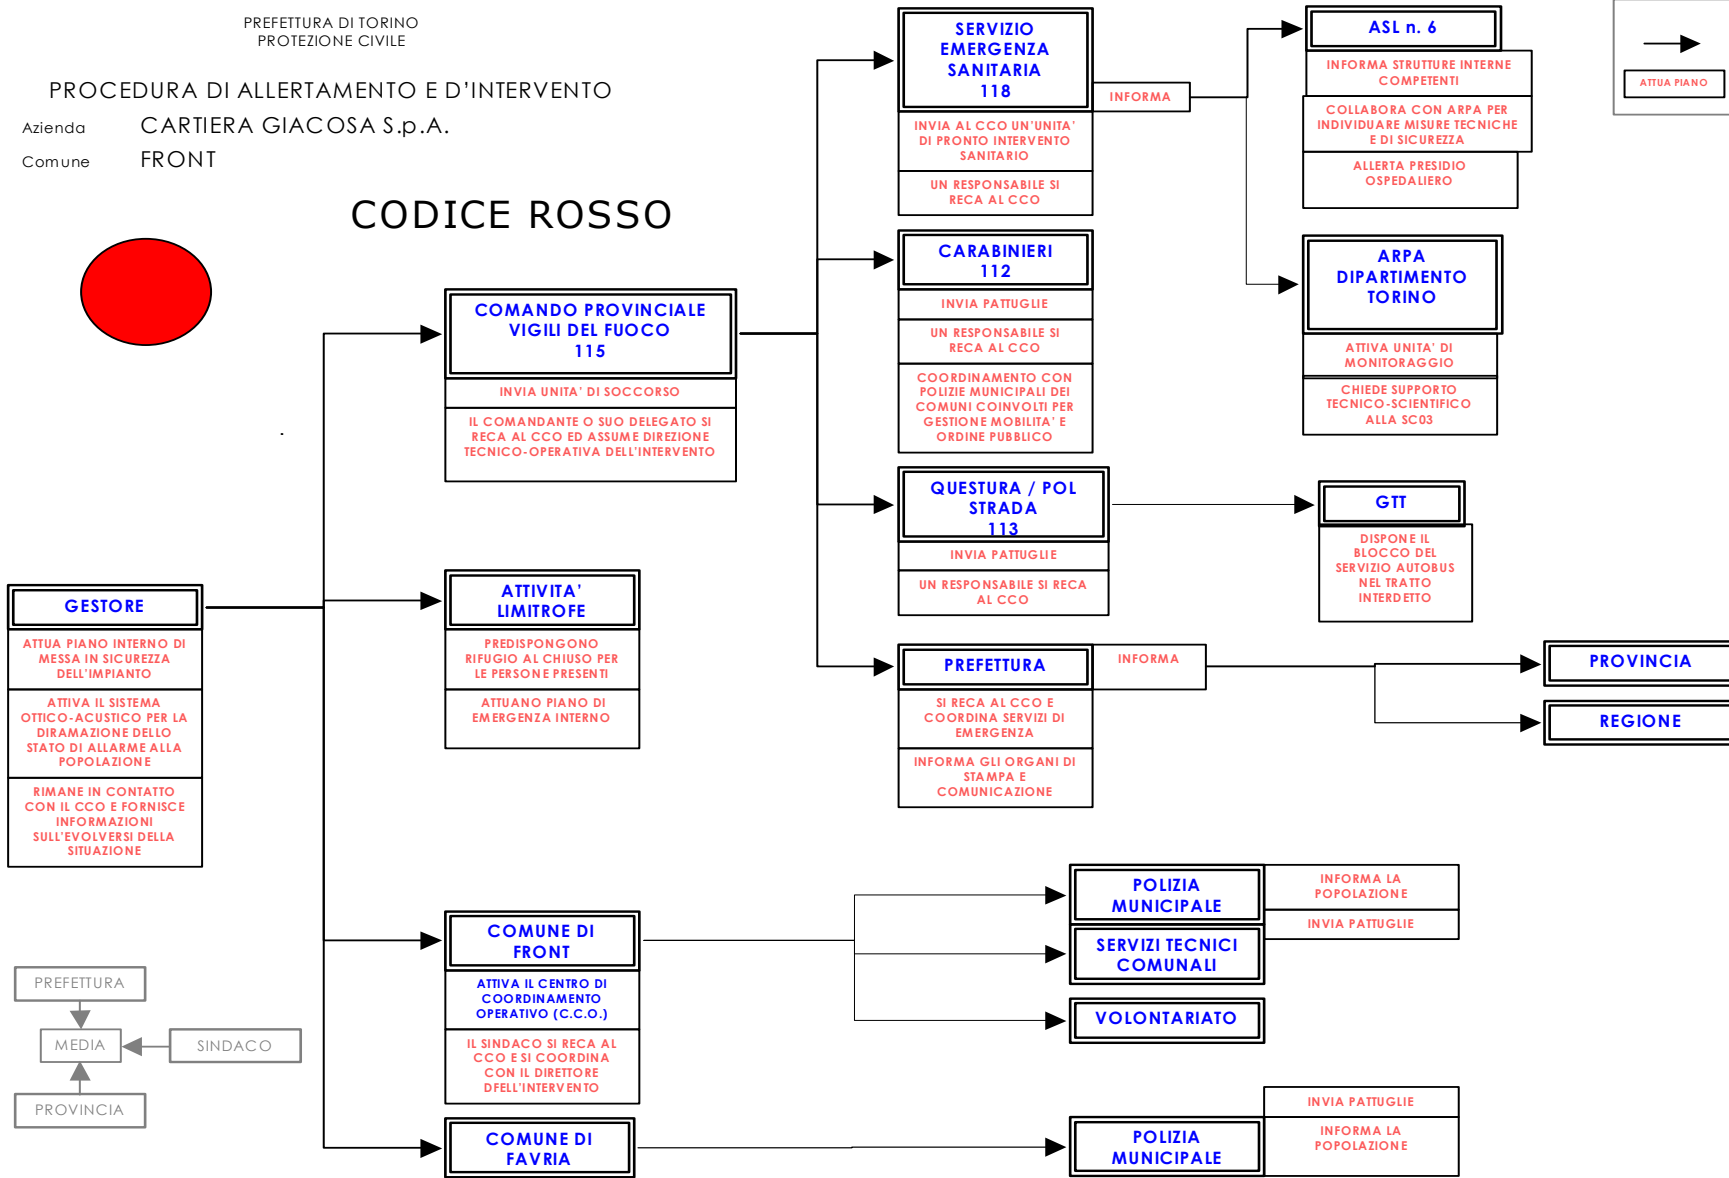 PREFETTURA DI TORINO
PROTEZIONE CIVILE
PROCEDURA DI ALLERTAMENTO E D'INTERVENTO
Azienda CARTIERA GIACOSA S.p.A.
Comune FRONT
CODICE ROSSO
GESTORE
ATTUA PIANO INTERNO DI
MESSA IN SICUREZZA
DELL'IMPIANTO
ATTIVA IL SISTEMA
OTTICO-ACUSTICO PER LA
DIRAMAZIONE DELLO
STATO DI ALLARME ALLA
POPOLAZIONE
RIMANE IN CONTATTO
CON IL CCO E FORNISCE
INFORMAZIONI
SULL'EVOLVERSI DELLA
SITUAZIONE
PREFETTURA
MEDIA
SINDACO
PROVINCIA
COMANDO PROVINCIALE
VIGILI DEL FUOCO
115
INVIA UNITA' DI SOCCORSO
IL COMANDANTE O SUO DELEGATO SI
RECA AL CCO ED ASSUME DIREZIONE
TECNICO-OPERATIVA DELL'INTERVENTO
ATTIVITA'
LIMITROFE
PREDISPONGONO
RIFUGIO AL CHIUSO PER
LE PERSONE PRESENTI
ATTUANO PIANO DI
EMERGENZA INTERNO
COMUNE DI
FRONT
ATTIVA IL CENTRO DI
COORDINAMENTO
OPERATIVO (C.C.O.)
IL SINDACO SI RECA AL
CCO E SI COORDINA
CON IL DIRETTORE
DFELL'INTERVENTO
COMUNE DI
FAVRIA
SERVIZIO
EMERGENZA
SANITARIA
118
INFORMA
INVIA AL CCO UN'UNITA'
DI PRONTO INTERVENTO
SANITARIO
UN RESPONSABILE SI
RECA AL CCO
CARABINIERI
112
INVIA PATTUGLIE
UN RESPONSABILE SI
RECA AL CCO
COORDINAMENTO CON
POLIZIE MUNICIPALI DEI
COMUNI COINVOLTI PER
GESTIONE MOBILITA' E
ORDINE PUBBLICO
QUESTURA / POL
STRADA
113
INVIA PATTUGLIE
UN RESPONSABILE SI RECA
AL CCO
PREFETTURA
INFORMA
SI RECA AL CCO E
COORDINA SERVIZI DI
EMERGENZA
INFORMA GLI ORGANI DI
STAMPA E
COMUNICAZIONE
ASL n. 6
INFORMA STRUTTURE INTERNE
COMPETENTI
COLLABORA CON ARPA PER
INDIVIDUARE MISURE TECNICHE
E DI SICUREZZA
ALLERTA PRESIDIO
OSPEDALIERO
ARPA
DIPARTIMENTO
TORINO
ATTIVA UNITA' DI
MONITORAGGIO
CHIEDE SUPPORTO
TECNICO-SCIENTIFICO
ALLA SC03
GTT
DISPONE IL
BLOCCO DEL
SERVIZIO AUTOBUS
NEL TRATTO
INTERDETTO
PROVINCIA
REGIONE
POLIZIA
MUNICIPALE
INFORMA LA
POPOLAZIONE
INVIA PATTUGLIE
SERVIZI TECNICI
COMUNALI
VOLONTARIATO
POLIZIA
MUNICIPALE
INVIA PATTUGLIE
INFORMA LA
POPOLAZIONE
ATTUA PIANO